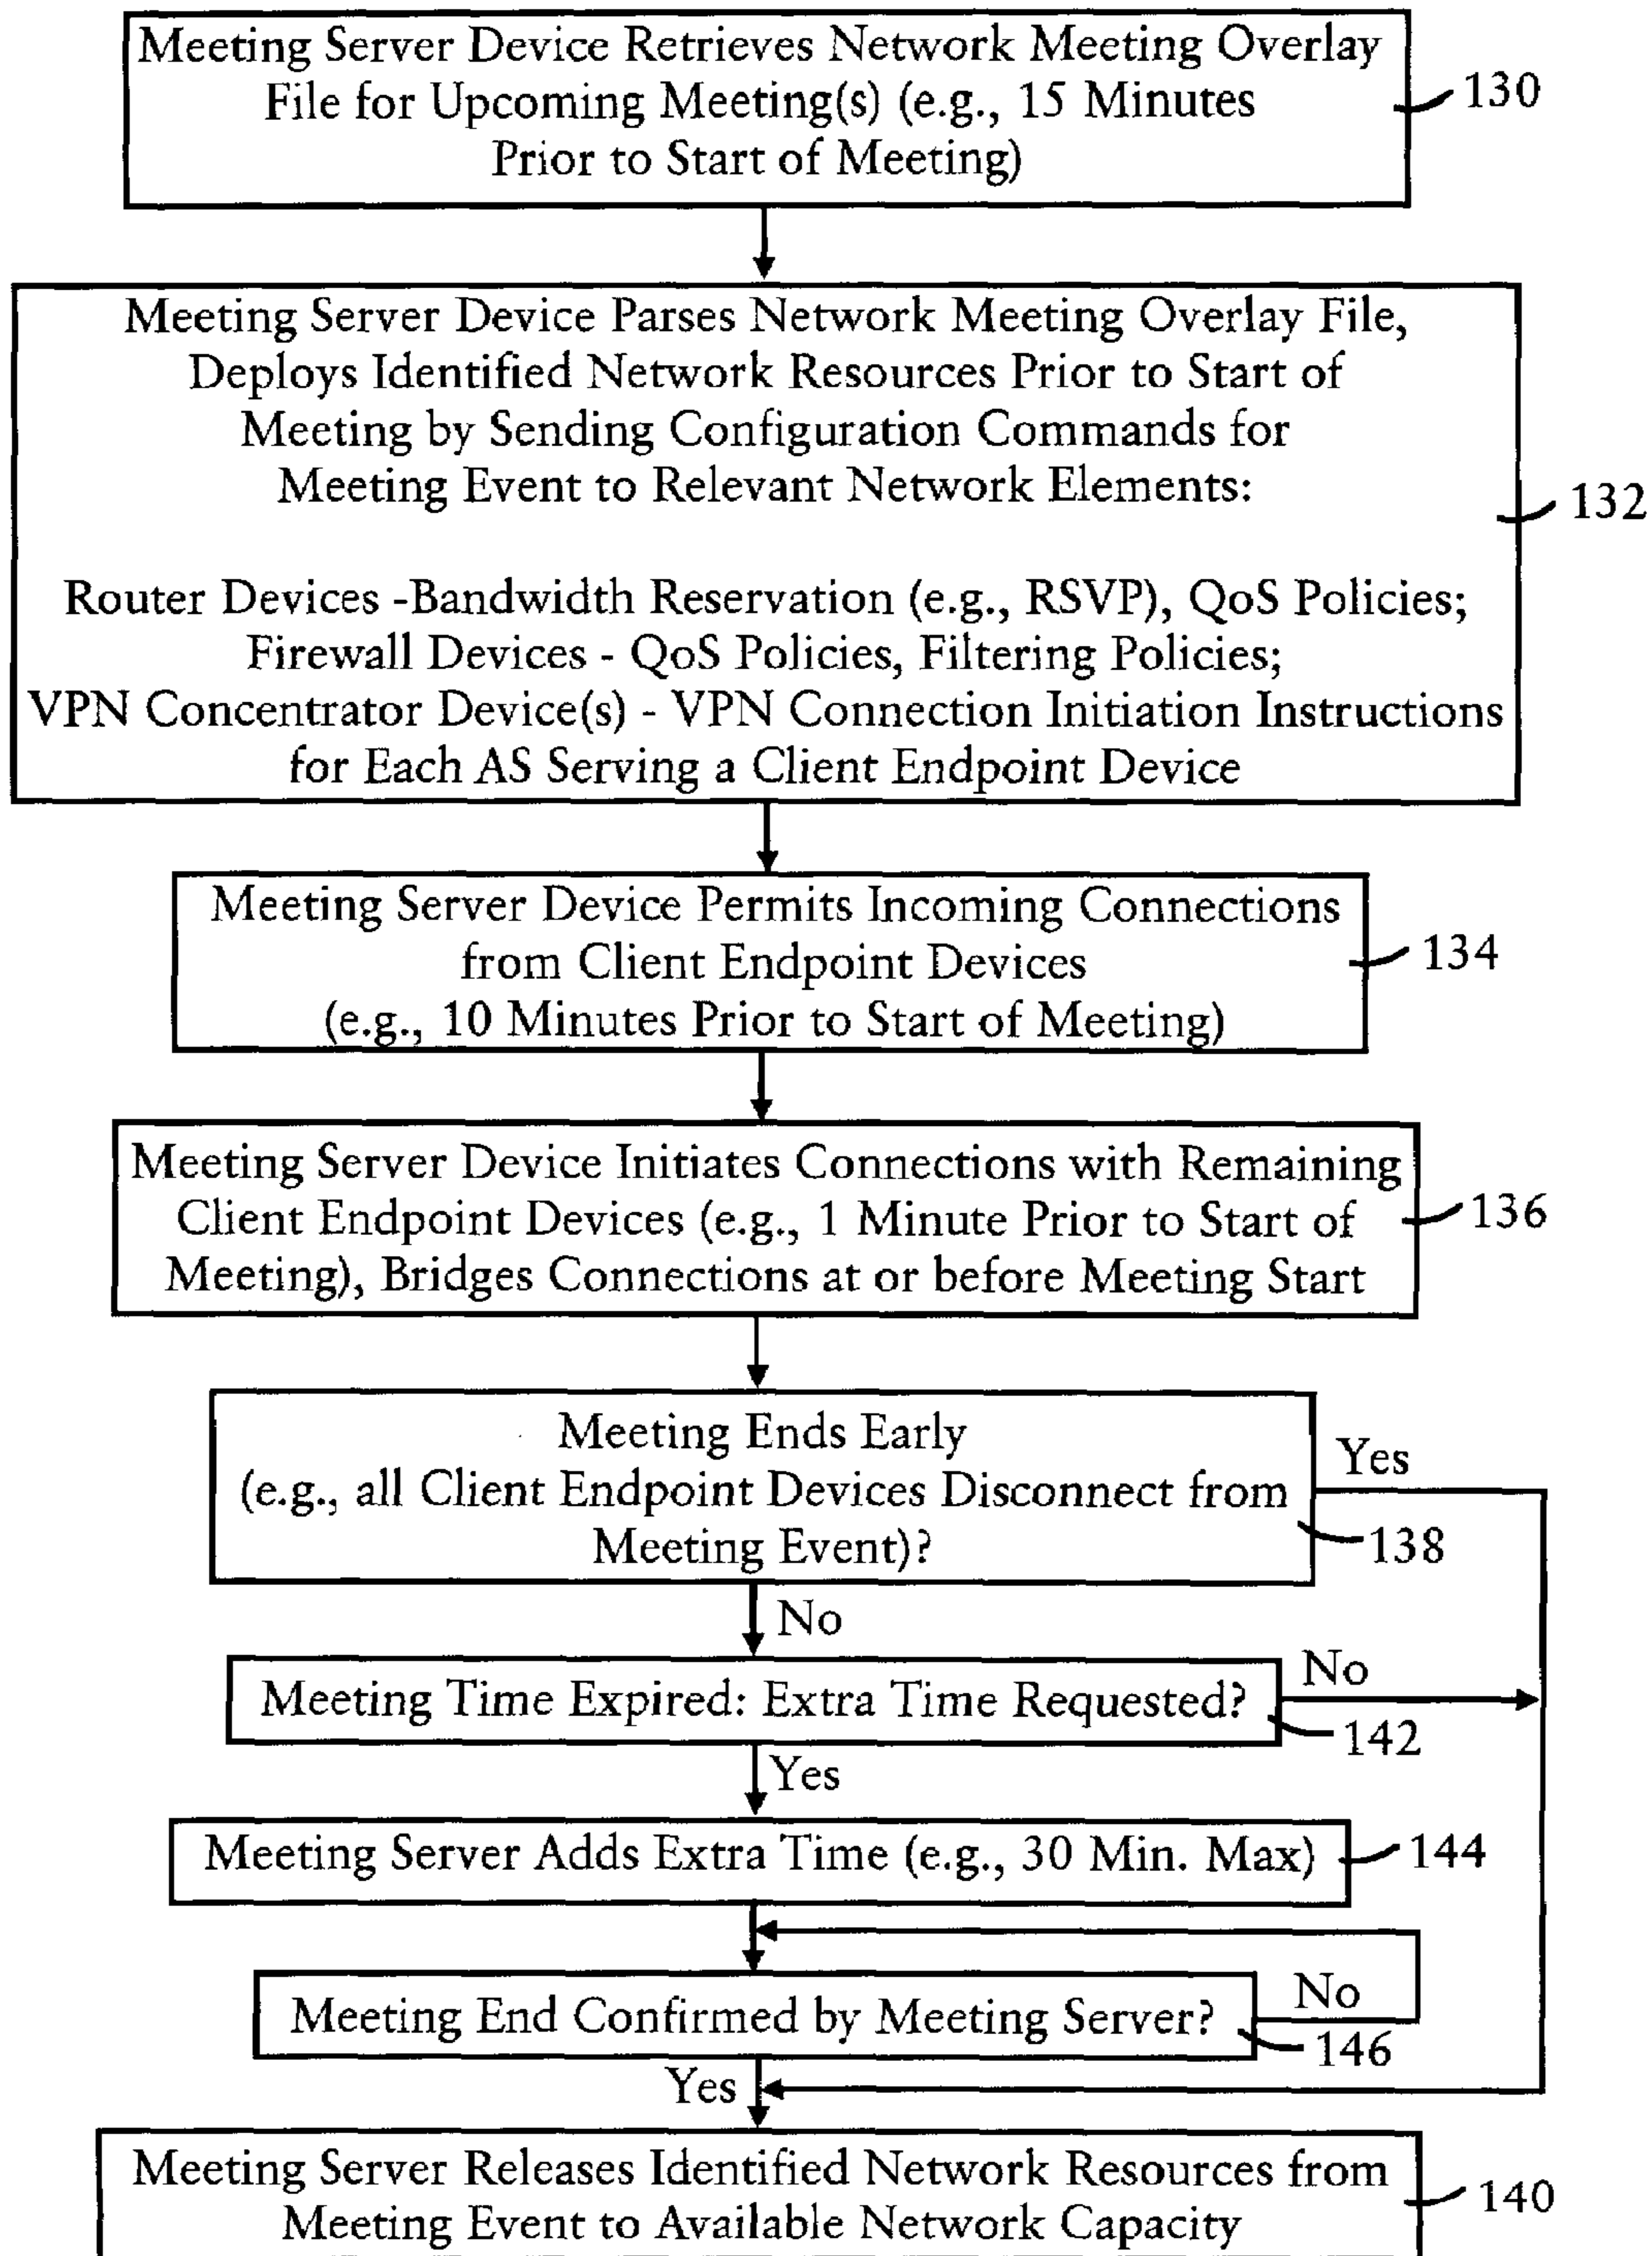 Meeting Server Device Retrieves Network Meeting Overlay
File for Upcoming Meeting(s) (e.g., 15 Minutes
Prior to Start of Meeting)
130
Meeting Server Device Parses Network Meeting Overlay File,
Deploys Identified Network Resources Prior to Start of
Meeting by Sending Configuration Commands for
Meeting Event to Relevant Network Elements:
132
Router Devices -Bandwidth Reservation (e.g., RSVP), QoS Policies;
Firewall Devices - QoS Policies, Filtering Policies;
VPN Concentrator Device(s) - VPN Connection Initiation Instructions
for Each AS Serving a Client Endpoint Device
Meeting Server Device Permits Incoming Connections
from Client Endpoint Devices
(e.g., 10 Minutes Prior to Start of Meeting)
134
Meeting Server Device Initiates Connections with Remaining
Client Endpoint Devices (e.g., 1 Minute Prior to Start of
Meeting), Bridges Connections at or before Meeting Start
136
Meeting Ends Early
(e.g., all Client Endpoint Devices Disconnect from
Meeting Event)?
Yes
138
No
Meeting Time Expired: Extra Time Requested?
No
142
Yes
Meeting Server Adds Extra Time (e.g., 30 Min. Max)
144
Meeting End Confirmed by Meeting Server?
No
146
Yes
Meeting Server Releases Identified Network Resources from
Meeting Event to Available Network Capacity
140